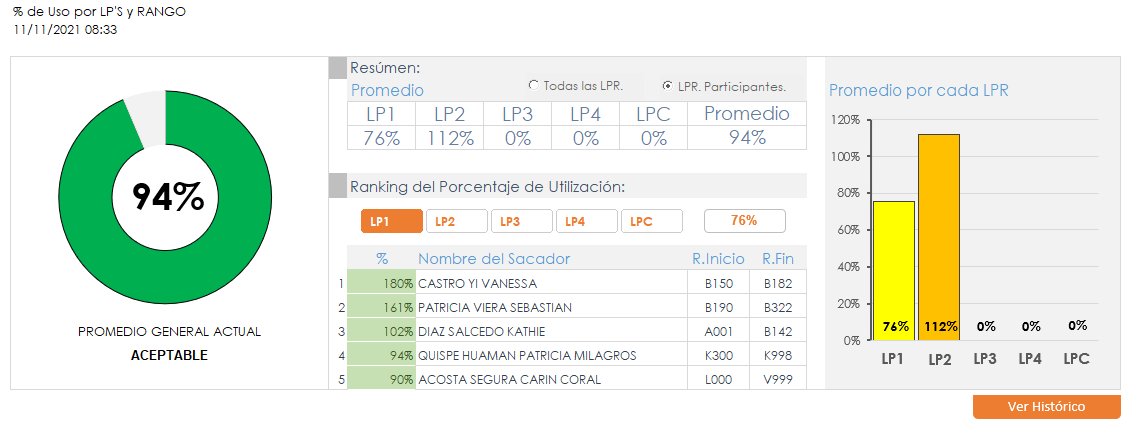 % de Uso por LP'S y RANGO
11/11/2021 08:33
94%
PROMEDIO GENERAL ACTUAL
ACEPTABLE
Resúmen:
Promedio
Todas las LPR.
LPR. Participantes.
LP1 LP2 LP3 LP4 LPC Promedio
76% 112% 0% 0% 0% 94%
Ranking del Porcentaje de Utilización:
LP1 LP2 LP3 LP4 LPC 76%
% Nombre del Sacador R.Inicio R.Fin
1 180% CASTRO YI VANESSA B150 B182
2 161% PATRICIA VIERA SEBASTIAN B190 B322
3 102% DIAZ SALCEDO KATHIE A001 B142
4 94% QUISPE HUAMAN PATRICIA MILAGROS K300 K998
5 90% ACOSTA SEGURA CARIN CORAL L000 V999
Promedio por cada LPR
120%
100%
80%
60%
40%
20%
0%
76% 112% 0% 0% 0%
LP1 LP2 LP3 LP4 LPC
Ver Histórico